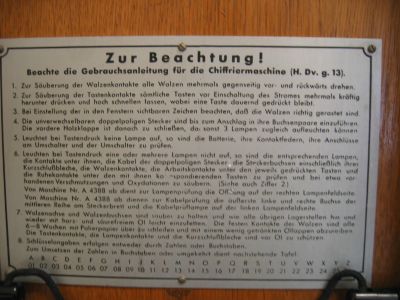 Zur Beachtung!
Beachte die Gebrauchsanleitung für die Chiffriermaschine (H. Dv. g. 13).
1. Zur Säuberung der Walzenkontakte alle Walzen mehrmals gegenseitig vor- und rückwärts drehen.
2. Zur Säuberung der Tastenkontakte sämtliche Tasten vor Einschaltung des Stromes mehrmals kräftig
herunter drücken und hoch schnellen lassen, wobei eine Taste dauernd gedrückt bleibt.
3. Bei Einstellung der in den Fenstern sichtbaren Zeichen beachten, daß die Walzen richtig gerastet sind.
4. Die unverwechselbaren doppelpoligen Stecker sind bis zum Anschlag in ihre Buchsenpaare einzuführen.
Die vordere Holzklappe ist danach zu schließen, da sonst 3 Lampen zugleich aufleuchten können
5. Leuchtet bei Tastendruck keine Lampe auf, so sind die Batterie, ihre Kontaktfedern, ihre Anschlüsse
am Umschalter und der Umschalter zu prüfen.
6. Leuchten bei Tastendruck eine oder mehrere Lampen nicht auf, so sind die entsprechenden Lampen,
die Kontakte unter ihnen, die Kabel der doppelpoligen Stecker, die Steckerbuchsen einschließlich ihrer
Kurzschlußbleche, die Walzenkontakte, die Arbeitskontakte unter den jeweils gedrückten Tasten und
die Ruhekontakte unter den mit ihnen korrespondierenden Tasten zu prüfen und bei etwa vor-
handenen Verschmutzungen und Oxydationen zu säubern. (Siehe auch Ziffer 2)
Von Maschine Nr. A 4388 ab dient zur Lampenprüfung die Öffnung auf der rechten Lampenfeldseite.
Von Maschine Nr. A 4388 ab dienen zur Kabelprüfung die äußerste linke und rechte Buchse der
mittleren Reihe am Steckerbrett und die Kabelprüflampe auf der linken Lampenfeldseite.
7. Walzenachse und Walzenbuchsen sind sauber zu halten und wie alle übrigen Lagerstellen hin und
wieder mit harz- und säurefreiem Öl leicht einzufetten. Die festen Kontakte der Walzen sind alle
6—8 Wochen mit Polierpapier über zu schleifen und mit einem wenig getränkten Öllappen abzureiben.
Die Tastenkontakte, die Lampenkontakte und die Kurzschlußbleche sind vor Öl zu schützen
8. Schlüsselangaben erfolgen entweder durch Zahlen oder Buchstaben.
Zum Umsetzen der Zahlen in Buchstaben oder umgekehrt dient nachstehende Tafel:
A B C D E F G H I J K L M N O P Q R S T U V W X Y Z
01 02 03 04 05 06 07 08 09 10 11 12 13 14 15 16 17 18 19 20 21 22 23 24 25